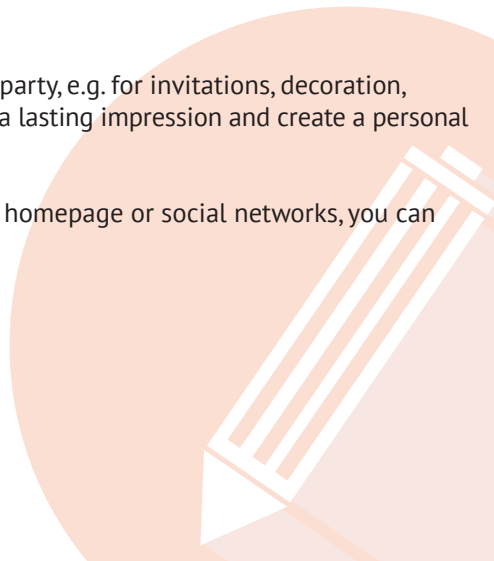 party, e.g. for invitations, decoration,
a lasting impression and create a personal
homepage or social networks, you can